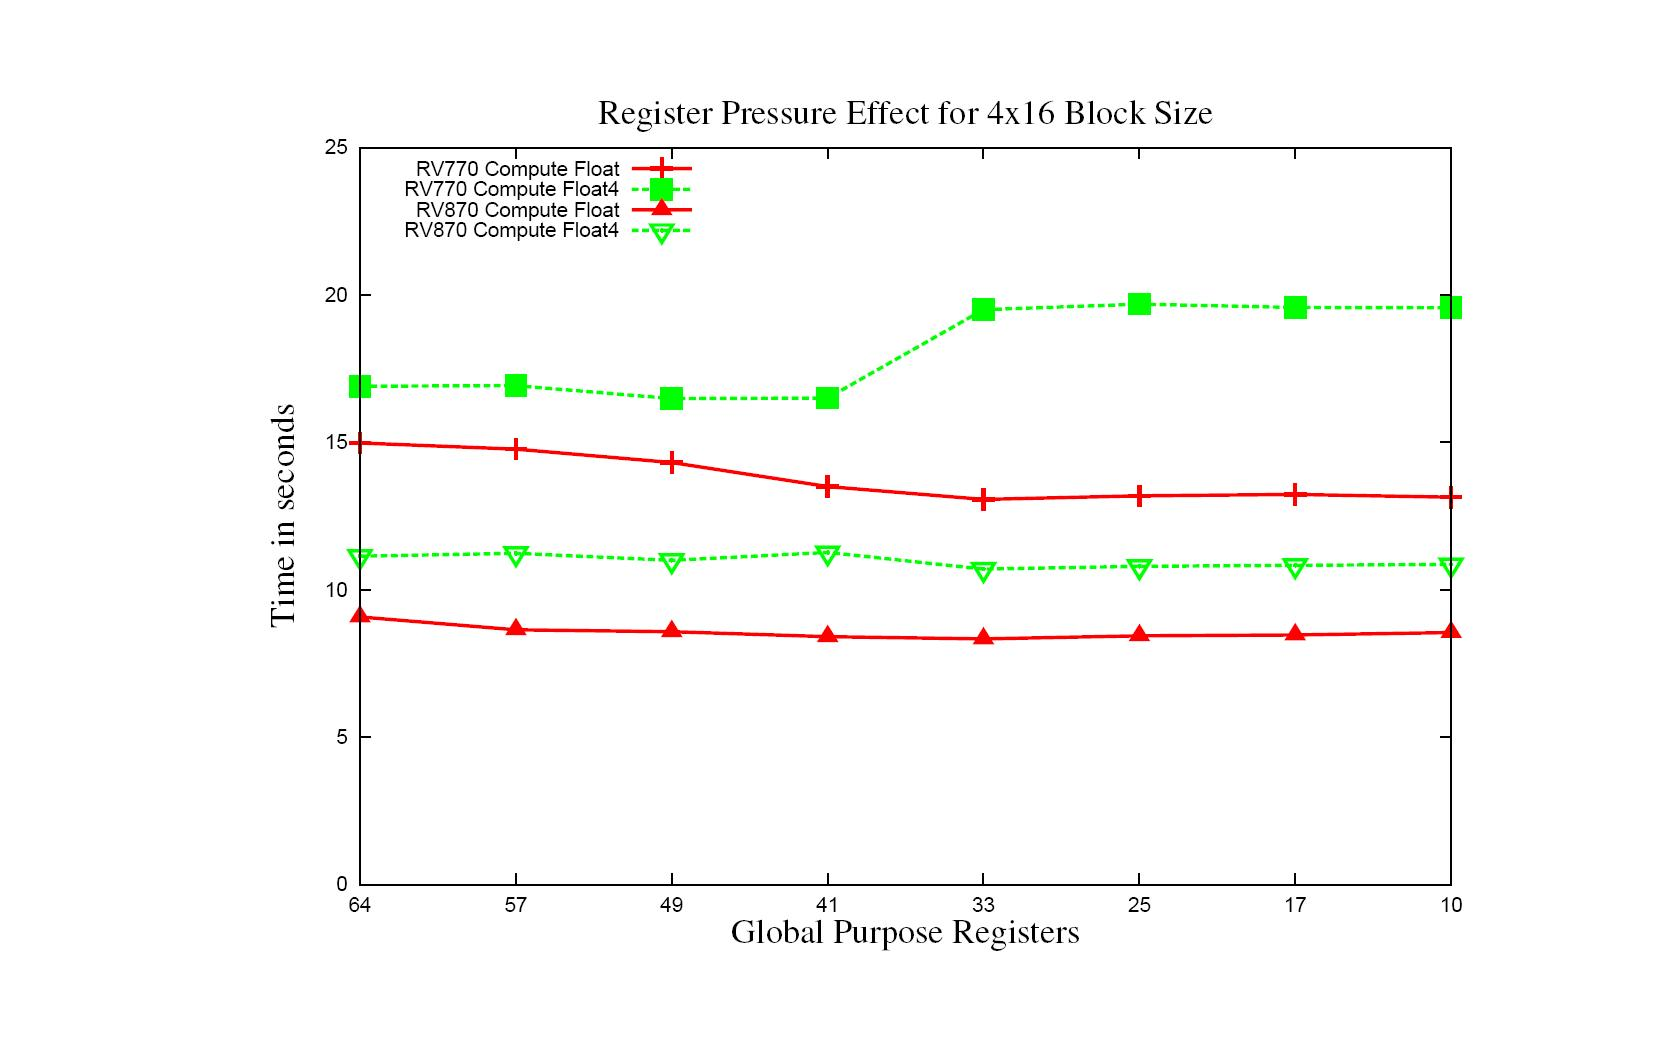 Register Pressure Effect for 4x16 Block Size
25
RV770 Compute Float
RV770 Compute Float4
RV870 Compute Float
RV870 Compute Float4
20
15
10
5
0
Time in seconds
64 57 49 41 33 25 17 10
Global Purpose Registers